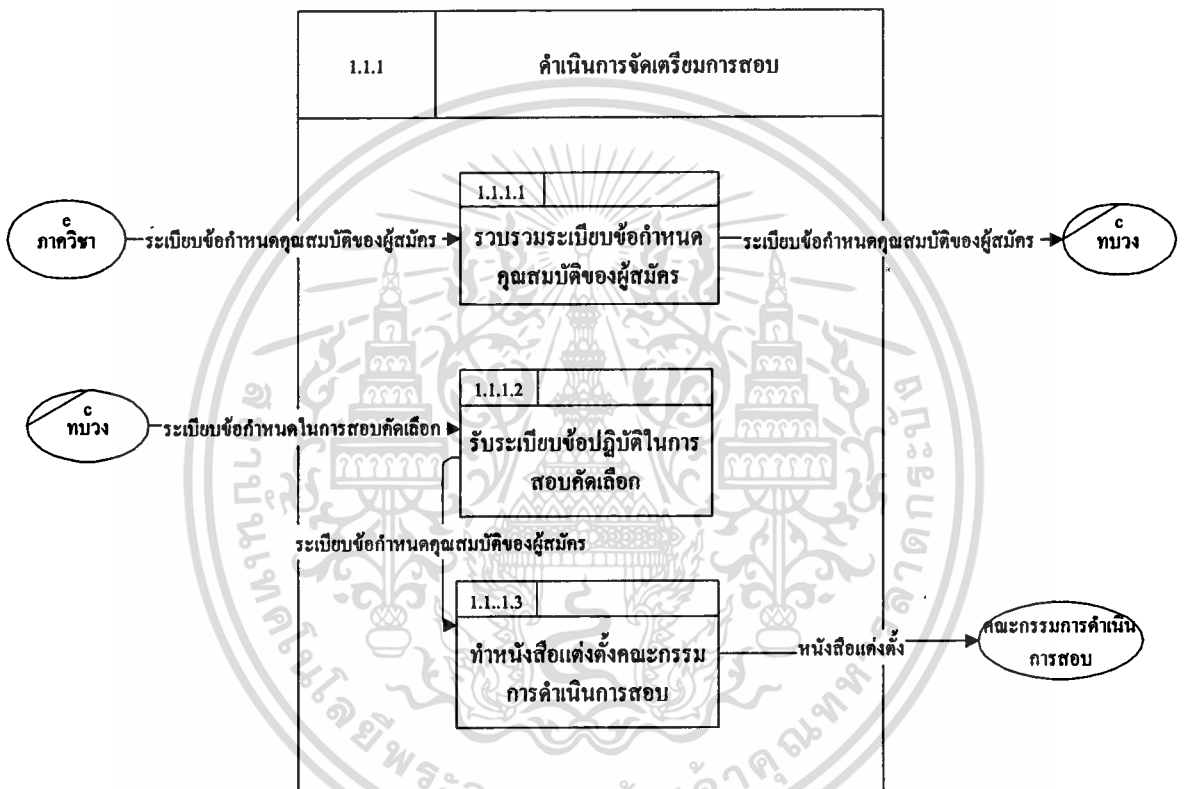 1.1.1
ดำเนินการจัดเตรียมการสอบ
1.1.1.1
e
ภาควิชา
ระเบียบข้อกำหนดคุณสมบัติของผู้สมัคร
รวบรวมระเบียบข้อกำหนด
คุณสมบัติของผู้สมัคร
ระเบียบข้อกำหนดคุณสมบัติของผู้สมัคร
c
ทบวง
1.1.1.2
c
ทบวง
ระเบียบข้อกำหนดในการสอบคัดเลือก
รับระเบียบข้อปฏิบัติในการ
สอบคัดเลือก
ระเบียบข้อกำหนดคุณสมบัติของผู้สมัคร
1.1..1.3
ทำหนังสือแต่งตั้งคณะกรรม
การดำเนินการสอบ
หนังสือแต่งตั้ง
คณะกรรมการดำเนิน
การสอบ